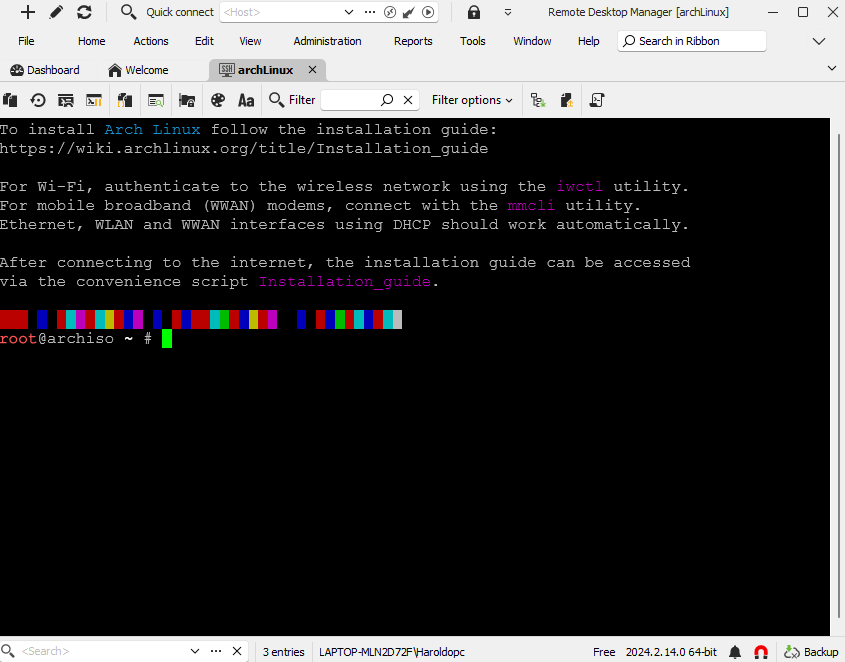 Quick connect <Host> Remote Desktop Manager [archLinux]
File Home Actions Edit View Administration Reports Tools Window Help Search in Ribbon
Dashboard Welcome SSH archLinux
Aa Filter Filter options
To install Arch Linux follow the installation guide:
https://wiki.archlinux.org/title/Installation_guide
For Wi-Fi, authenticate to the wireless network using the iwctl utility.
For mobile broadband (WWAN) modems, connect with the mmcli utility.
Ethernet, WLAN and WWAN interfaces using DHCP should work automatically.
After connecting to the internet, the installation guide can be accessed
via the convenience script Installation_guide.
root@archiso ~ #
<Search> 3 entries LAPTOP-MLN2D72F\Haroldopc Free 2024.2.14.0 64-bit Backup